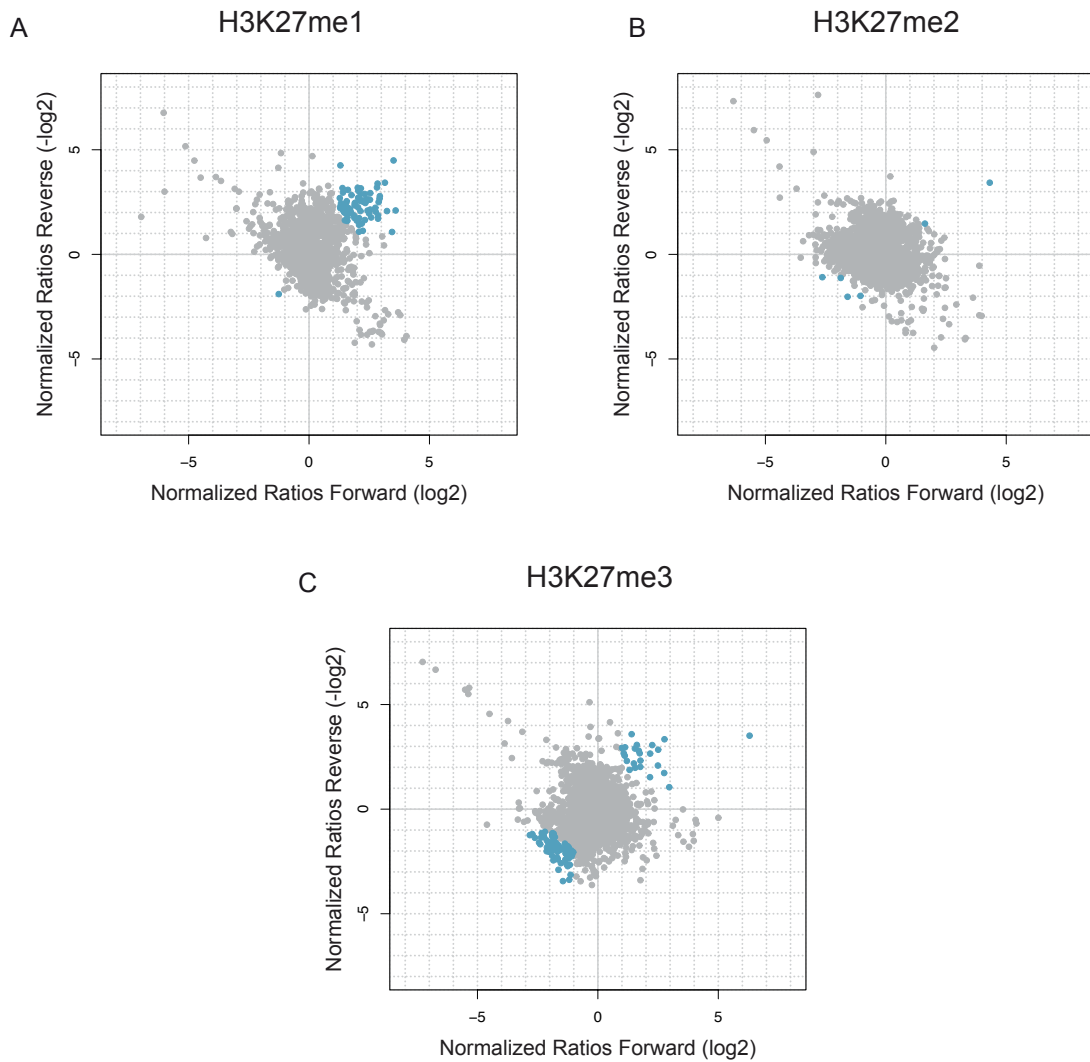 A
H3K27me1
Normalized Ratios Reverse (-log2)
5
0
−5
−5
0
5
Normalized Ratios Forward (log2)
B
H3K27me2
Normalized Ratios Reverse (-log2)
5
0
−5
−5
0
5
Normalized Ratios Forward (log2)
C
H3K27me3
Normalized Ratios Reverse (-log2)
5
0
−5
−5
0
5
Normalized Ratios Forward (log2)